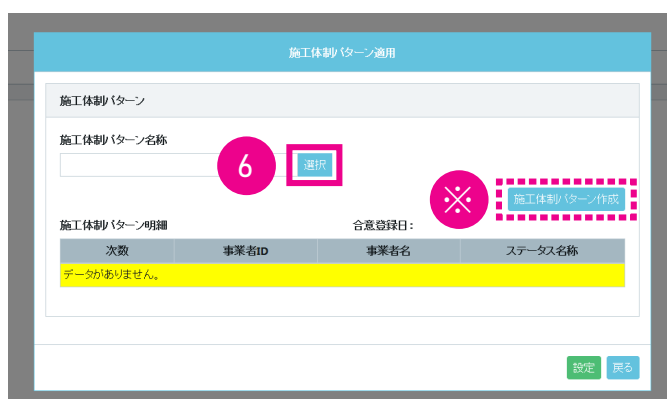 施工体制パターン適用
施工体制パターン
施工体制パターン名称
6
選択
※
施工体制パターン作成
施工体制パターン明細
合意登録日：
次数 事業者ID 事業者名 ステータス名称
データがありません。
設定 戻る